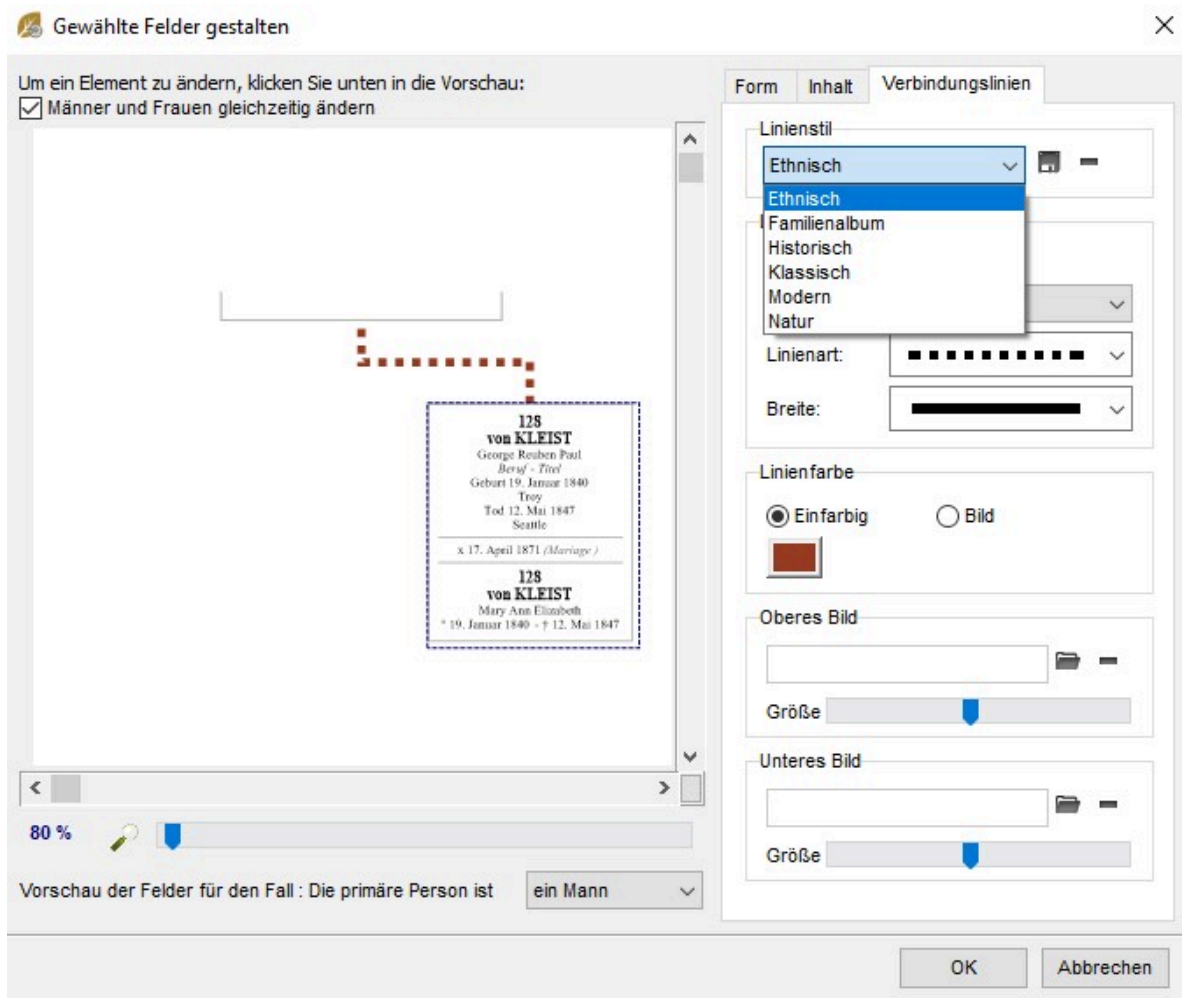 Gewählte Felder gestalten
Um ein Element zu ändern, klicken Sie unten in die Vorschau:
Männer und Frauen gleichzeitig ändern
128
von KLEIST
George Reuben Paul
Beruf - Titel
Geburt 19. Januar 1840
Troy
Tod 12. Mai 1847
Seattle
x 17. April 1871 (Mariage )
128
von KLEIST
Mary Ann Elizabeth
* 19. Januar 1840 - † 12. Mai 1847
80 %
Vorschau der Felder für den Fall : Die primäre Person ist
ein Mann
Form
Inhalt
Verbindungslinien
Linienstil
Ethnisch
Ethnisch
Familienalbum
Historisch
Klassisch
Modern
Natur
Linienart:
Breite:
Linienfarbe
Einfarbig
Bild
Oberes Bild
Größe
Unteres Bild
Größe
OK
Abbrechen